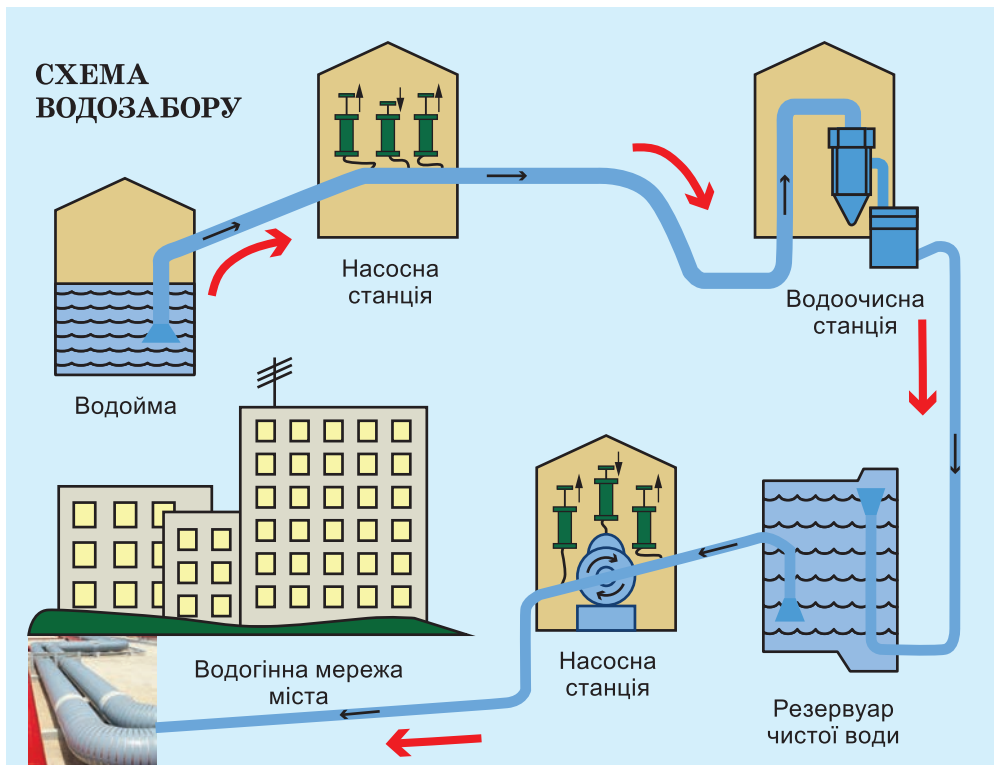 СХЕМА
ВОДОЗАБОРУ
Насосна
станція
Водоочисна
станція
Водойма
Водогінна мережа
міста
Насосна
станція
Резервуар
чистої води